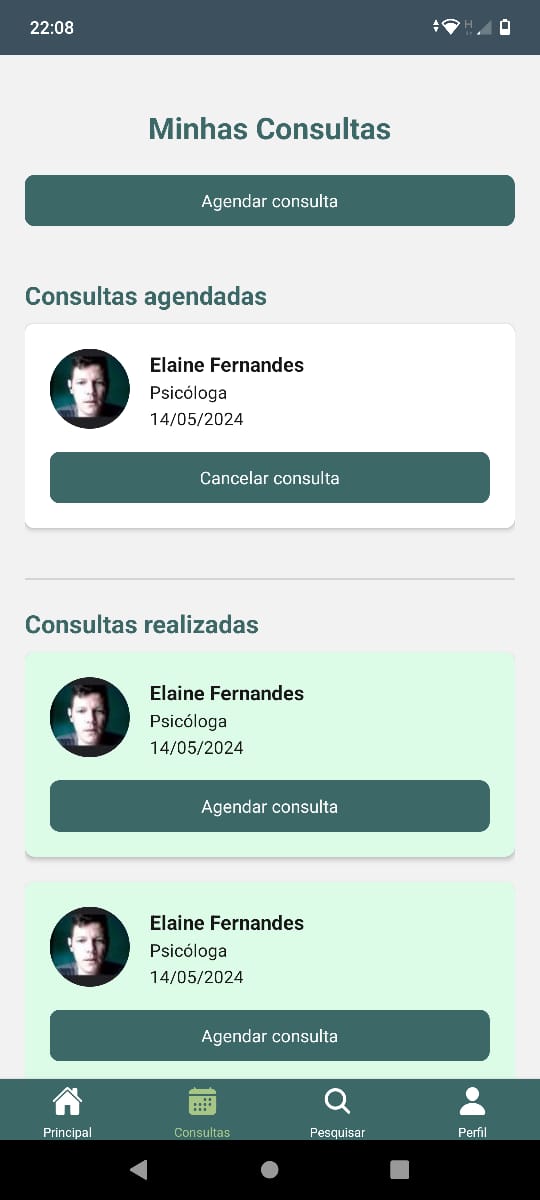 22:08
Minhas Consultas
Agendar consulta
Consultas agendadas
Elaine Fernandes
Psicóloga
14/05/2024
Cancelar consulta
Consultas realizadas
Elaine Fernandes
Psicóloga
14/05/2024
Agendar consulta
Elaine Fernandes
Psicóloga
14/05/2024
Agendar consulta
Principal Consultas Pesquisar Perfil